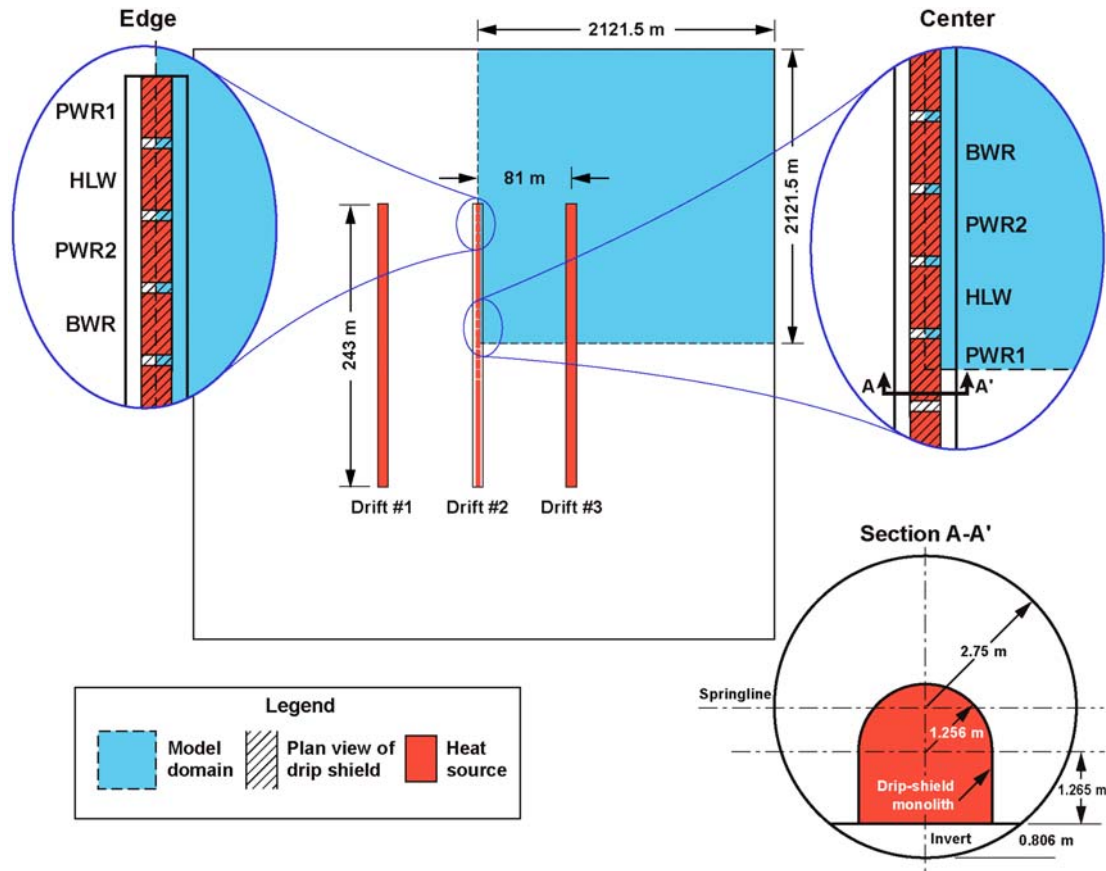 Edge
PWR1
HLW
PWR2
BWR
2121.5 m
81 m
243 m
2121.5 m
Drift #1
Drift #2
Drift #3
Center
BWR
PWR2
HLW
PWR1
A
A'
Section A-A'
2.75 m
Springline
1.256 m
Drip-shield
monolith
1.265 m
Invert
0.806 m
Legend
Model
domain
Plan view of
drip shield
Heat
source